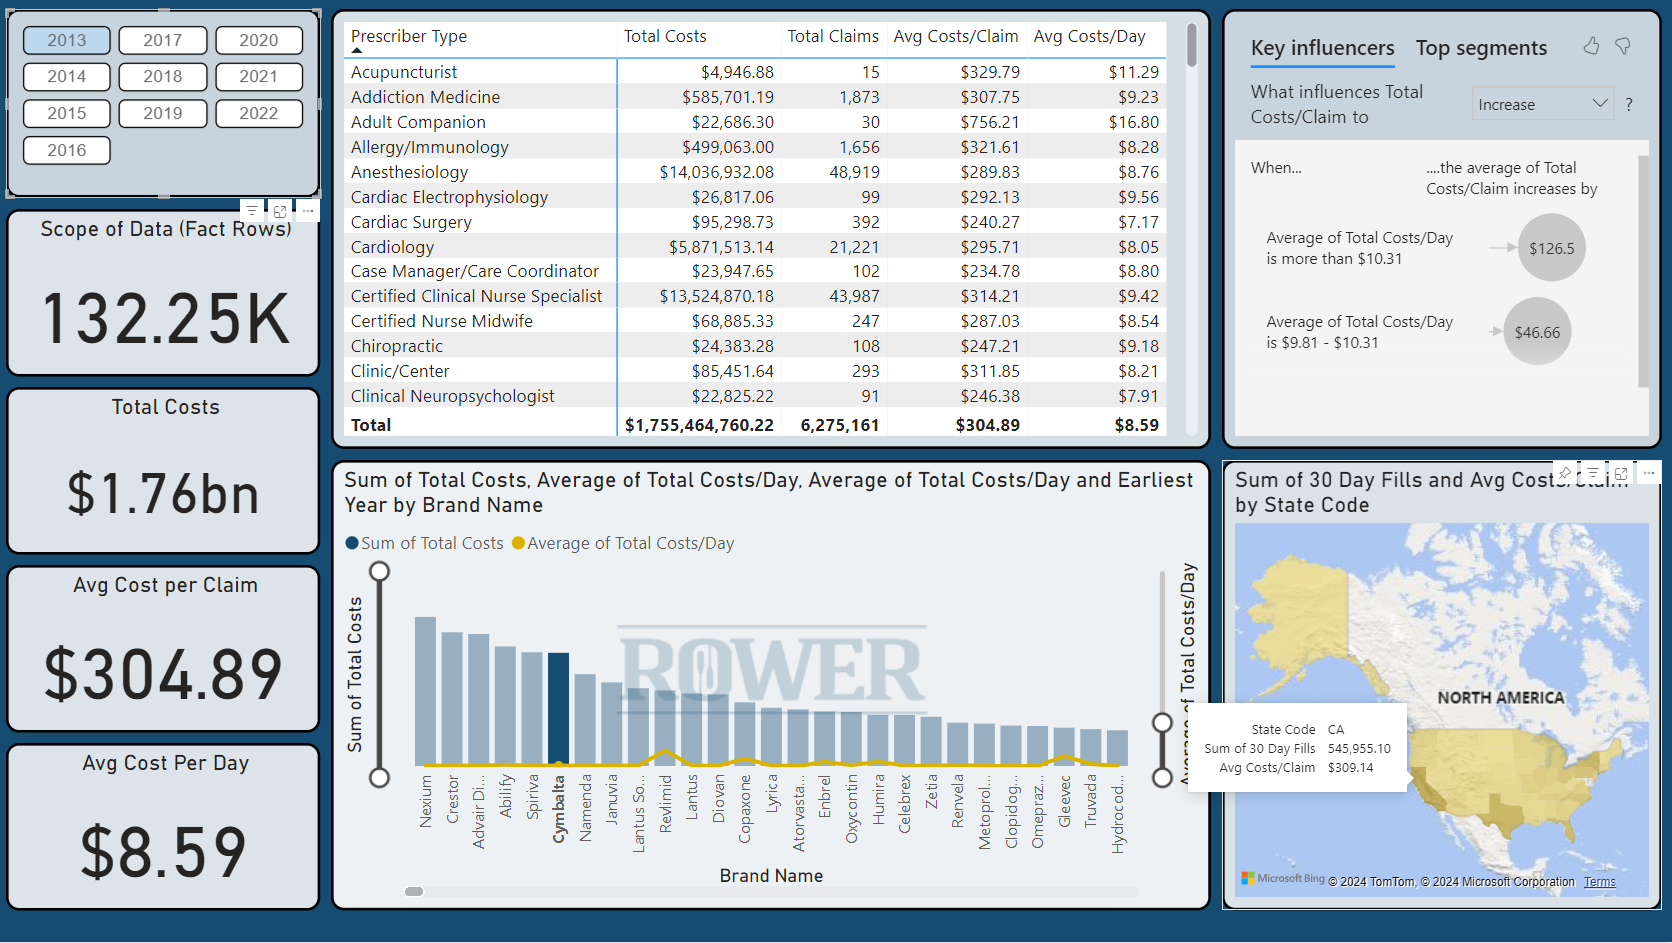 2013 2017 2020
2014 2018 2021
2015 2019 2022
2016
Scope of Data (Fact Rows)
132.25K
Total Costs
$1.76bn
Avg Cost per Claim
$304.89
Avg Cost Per Day
$8.59
Prescriber Type Total Costs Total Claims Avg Costs/Claim Avg Costs/Day
Acupuncturist $4,946.88 15 $329.79 $11.29
Addiction Medicine $585,701.19 1,873 $307.75 $9.23
Adult Companion $22,686.30 30 $756.21 $16.80
Allergy/Immunology $499,063.00 1,656 $321.61 $8.28
Anesthesiology $14,036,932.08 48,919 $289.83 $8.76
Cardiac Electrophysiology $26,817.06 99 $292.13 $9.56
Cardiac Surgery $95,298.73 392 $240.27 $7.17
Cardiology $5,871,513.14 21,221 $295.71 $8.05
Case Manager/Care Coordinator $23,947.65 102 $234.78 $8.80
Certified Clinical Nurse Specialist $13,524,870.18 43,987 $314.21 $9.42
Certified Nurse Midwife $68,885.33 247 $287.03 $8.54
Chiropractic $24,383.28 108 $247.21 $9.18
Clinic/Center $85,451.64 293 $311.85 $8.21
Clinical Neuropsychologist $22,825.22 91 $246.38 $7.91
Total $1,755,464,760.22 6,275,161 $304.89 $8.59
Key influencers Top segments
What influences Total
Costs/Claim to
Increase
?
When...
....the average of Total
Costs/Claim increases by
Average of Total Costs/Day
is more than $10.31
$126.5
Average of Total Costs/Day
is $9.81 - $10.31
$46.66
Sum of Total Costs, Average of Total Costs/Day, Average of Total Costs/Day and Earliest
Year by Brand Name
Sum of Total Costs Average of Total Costs/Day
Sum of Total Costs
Average of Total Costs/Day
ROWER
Nexium
Crestor
Advair Di...
Abilify
Spiriva
Cymbalta
Namenda
Januvia
Lantus So...
Revlimid
Lantus
Diovan
Copaxone
Lyrica
Atorvasta...
Enbrel
Oxycontin
Humira
Celebrex
Zetia
Renvela
Metoprol...
Clopidog...
Omepraz...
Gleevec
Truvada
Hydrocod...
Brand Name
Sum of 30 Day Fills and Avg Costs/Claim
by State Code
NORTH AMERICA
State Code CA
Sum of 30 Day Fills 545,955.10
Avg Costs/Claim $309.14
Microsoft Bing
© 2024 TomTom, © 2024 Microsoft Corporation Terms